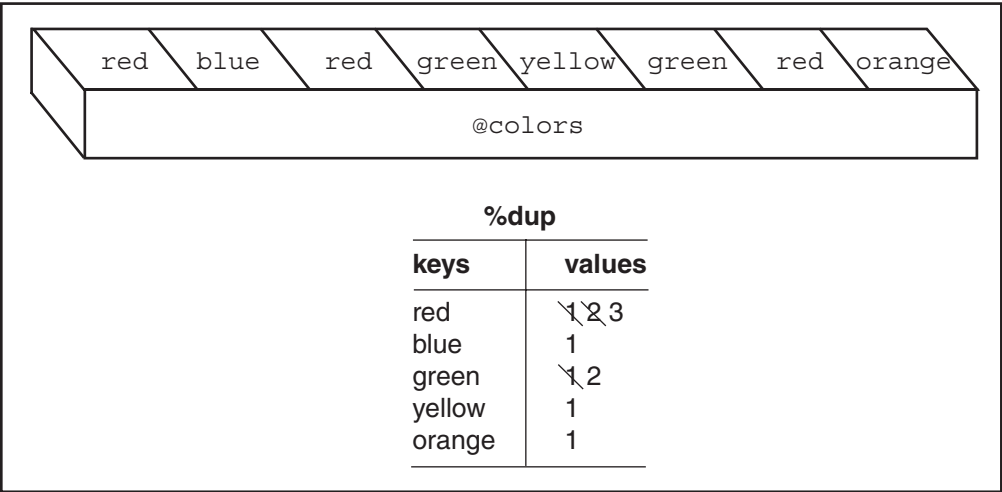 red blue red green yellow green red orange
@colors
%dup
keys values
red 1 2 3
blue 1
green 1 2
yellow 1
orange 1